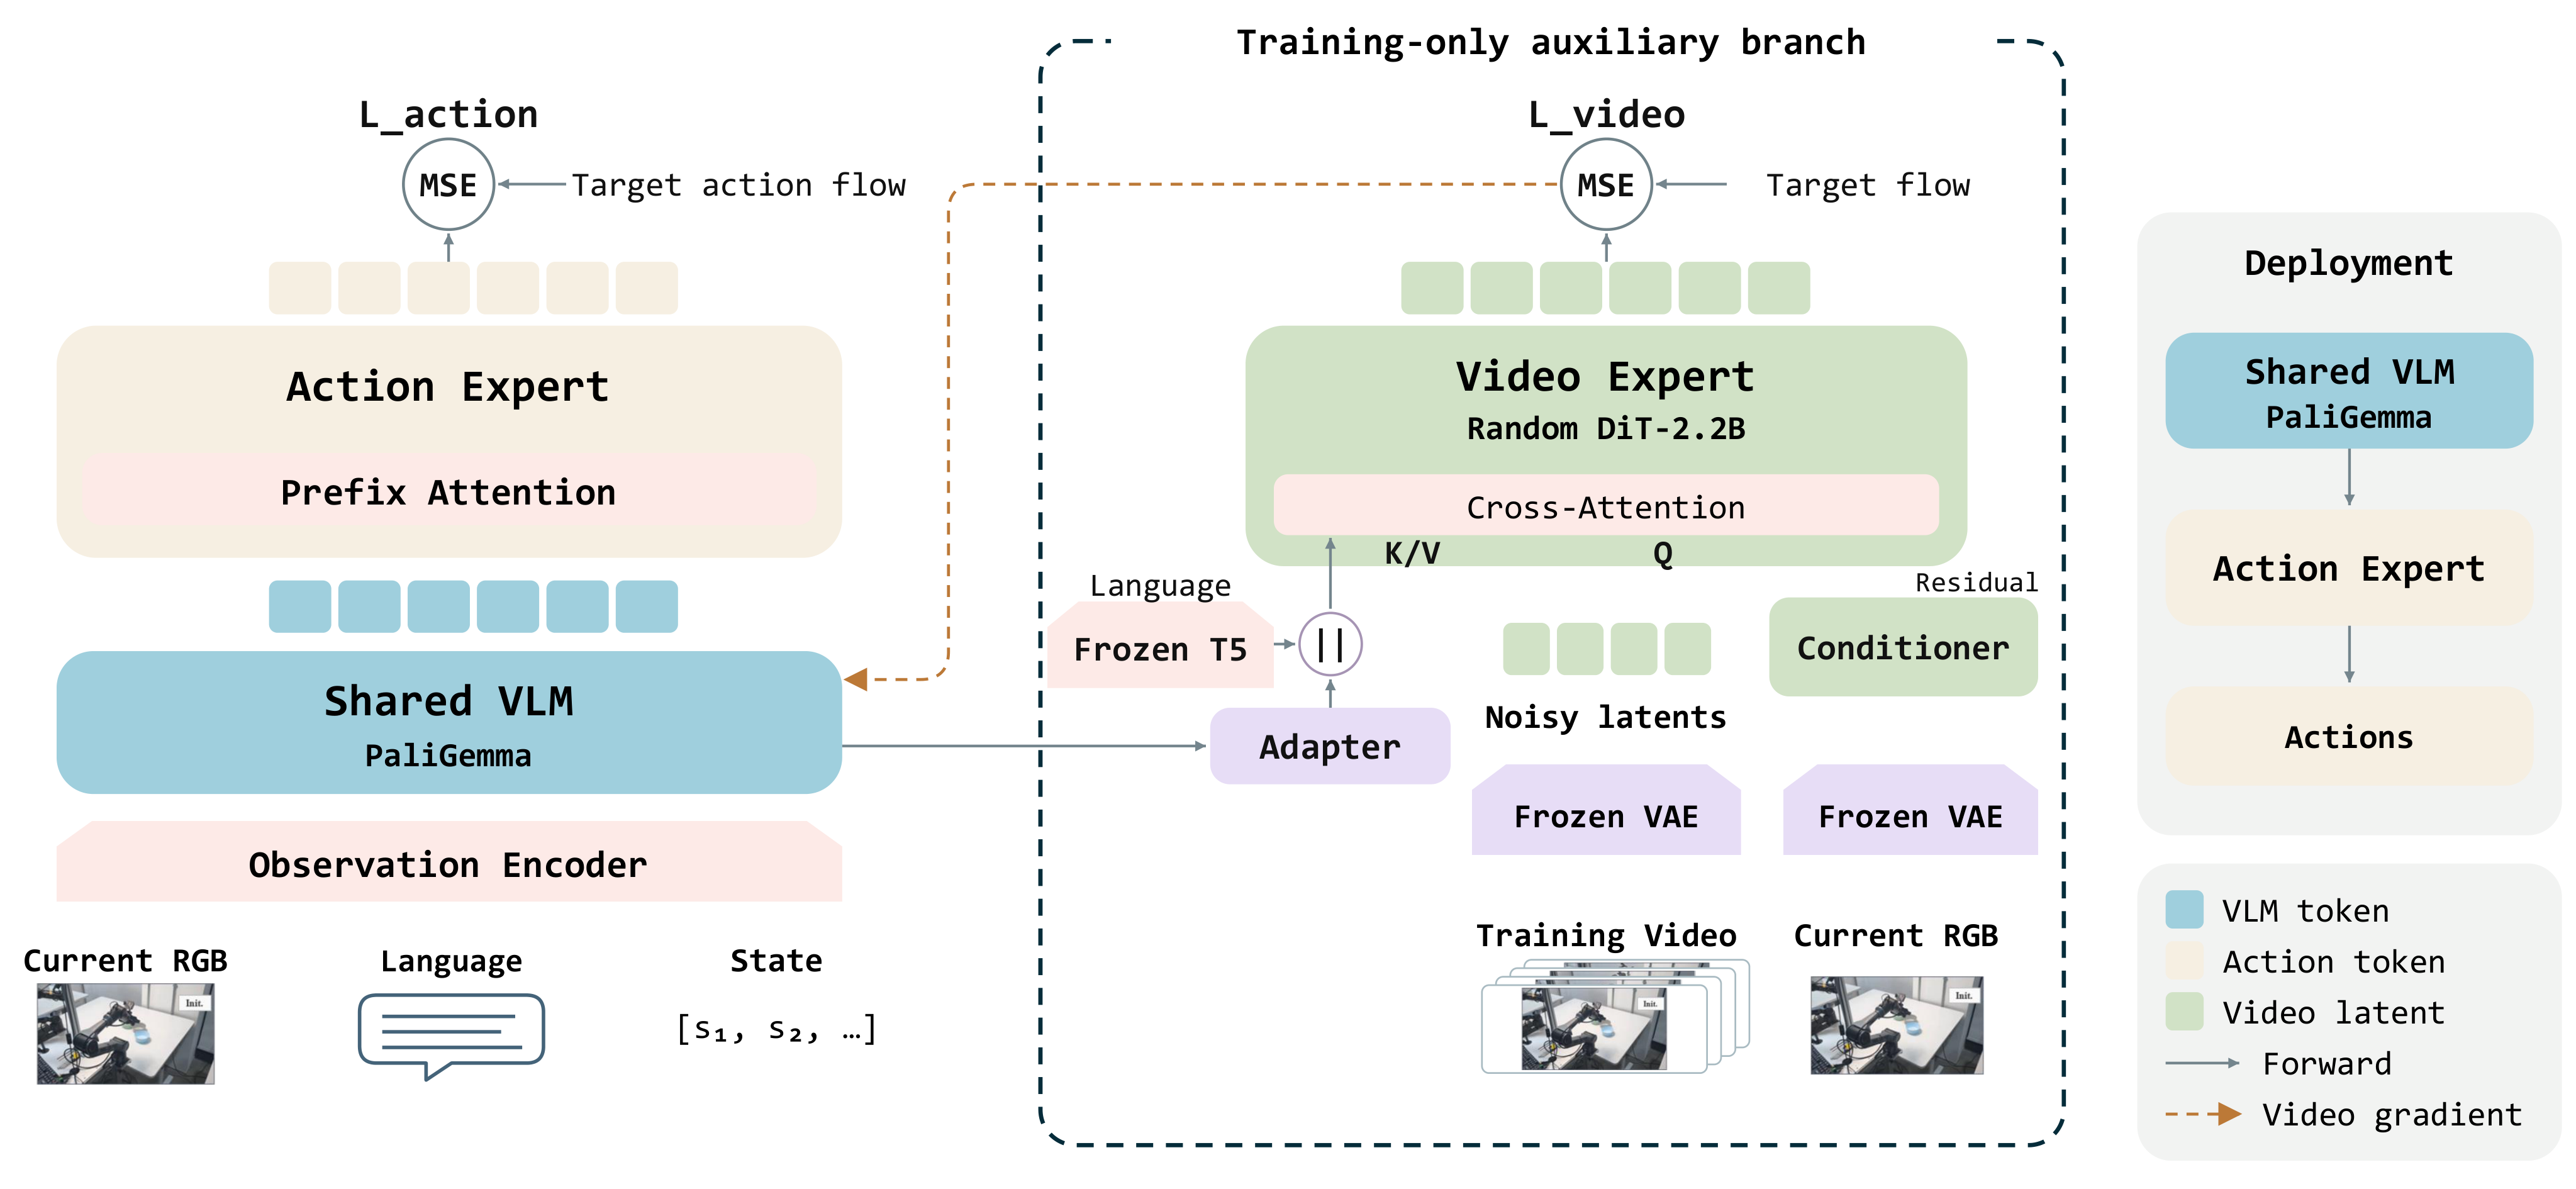 Training-only auxiliary branch
L_action
MSE
Target action flow
Action Expert
Prefix Attention
Shared VLM
PaliGemma
Observation Encoder
Current RGB
Init.
Language
State
[s₁, s₂, …]
L_video
MSE
Target flow
Video Expert
Random DiT-2.2B
Cross-Attention
K/V
Q
Language
Frozen T5
||
Adapter
Residual
Conditioner
Noisy latents
Frozen VAE
Frozen VAE
Training Video
Init.
Current RGB
Init.
Deployment
Shared VLM
PaliGemma
Action Expert
Actions
VLM token
Action token
Video latent
Forward
Video gradient